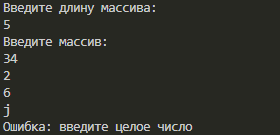 Введите длину массива:
5
Введите массив:
34
2
6
j
Ошибка: введите целое число